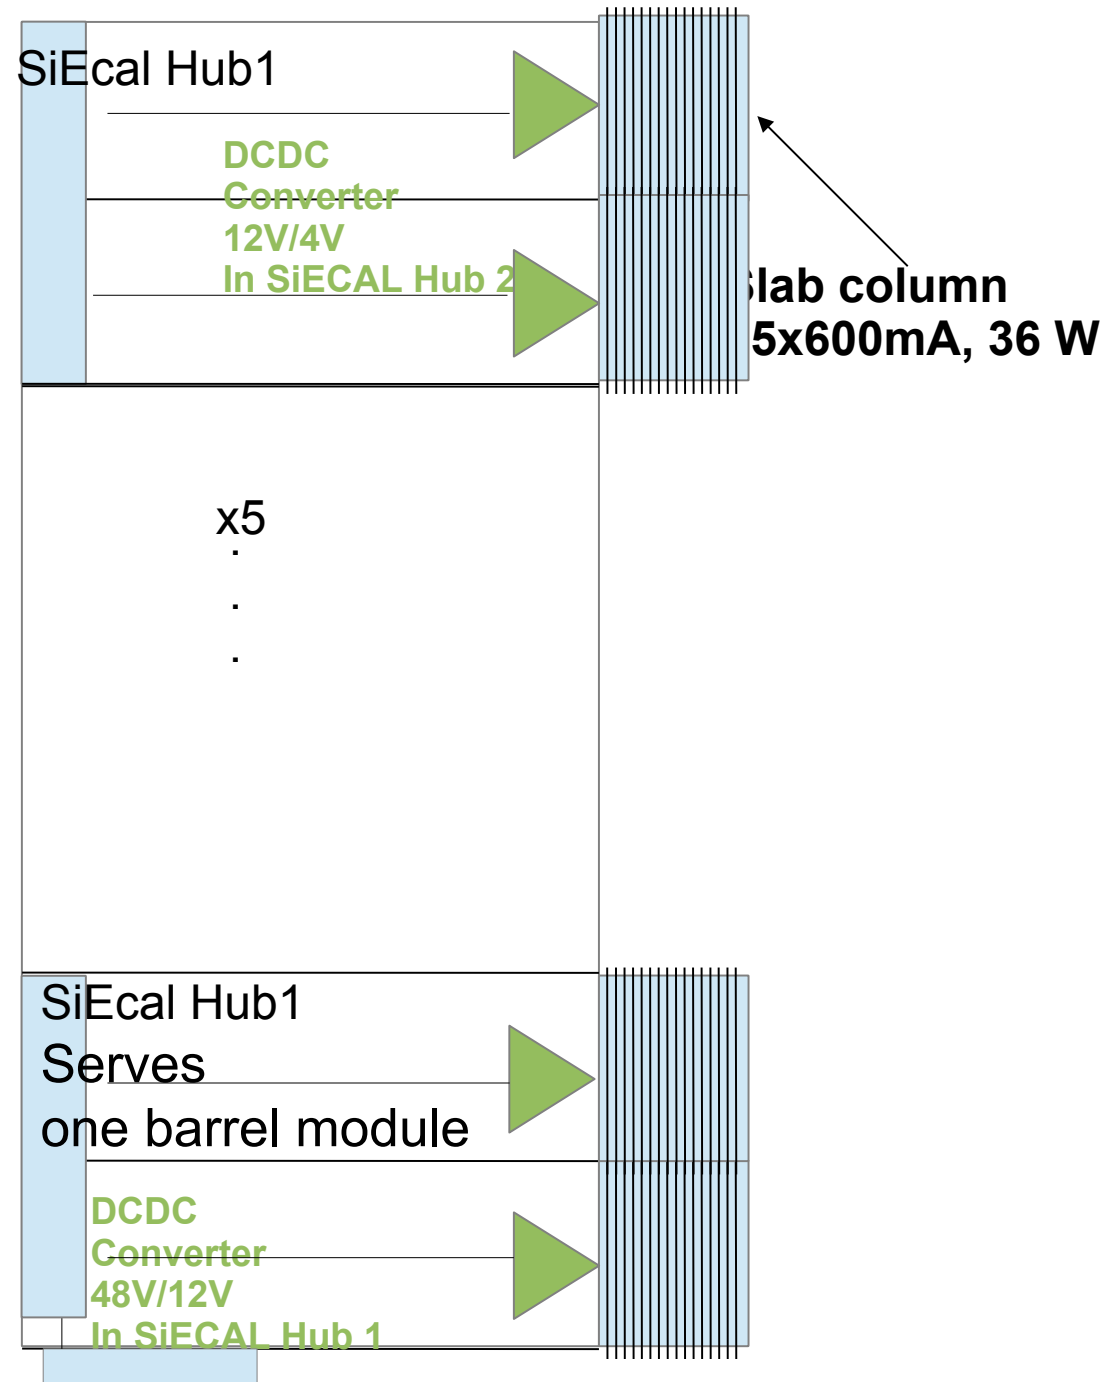 SiEcal Hub1
DCDC
Converter
12V/4V
In SiECAL Hub 2
lab column
5x600mA, 36 W
x5
.
.
.
SiEcal Hub1
Serves
one barrel module
DCDC
Converter
48V/12V
In SiECAL Hub 1